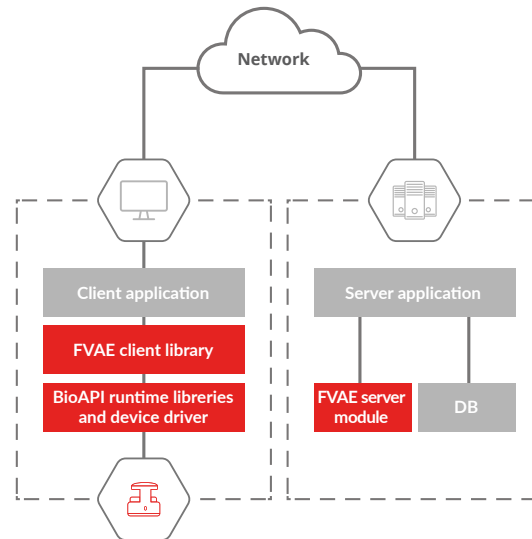 Network
Client application
Server application
FVAE client library
BioAPI runtime libreries
and device driver
FVAE server
module
DB